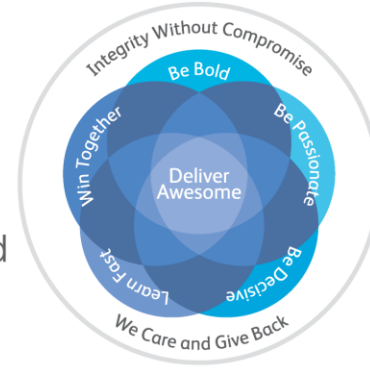 Integrity Without Compromise
Be Bold
Be Passionate
Win Together
Deliver
Awesome
Learn Fast
Be Decisive
We Care and Give Back
d